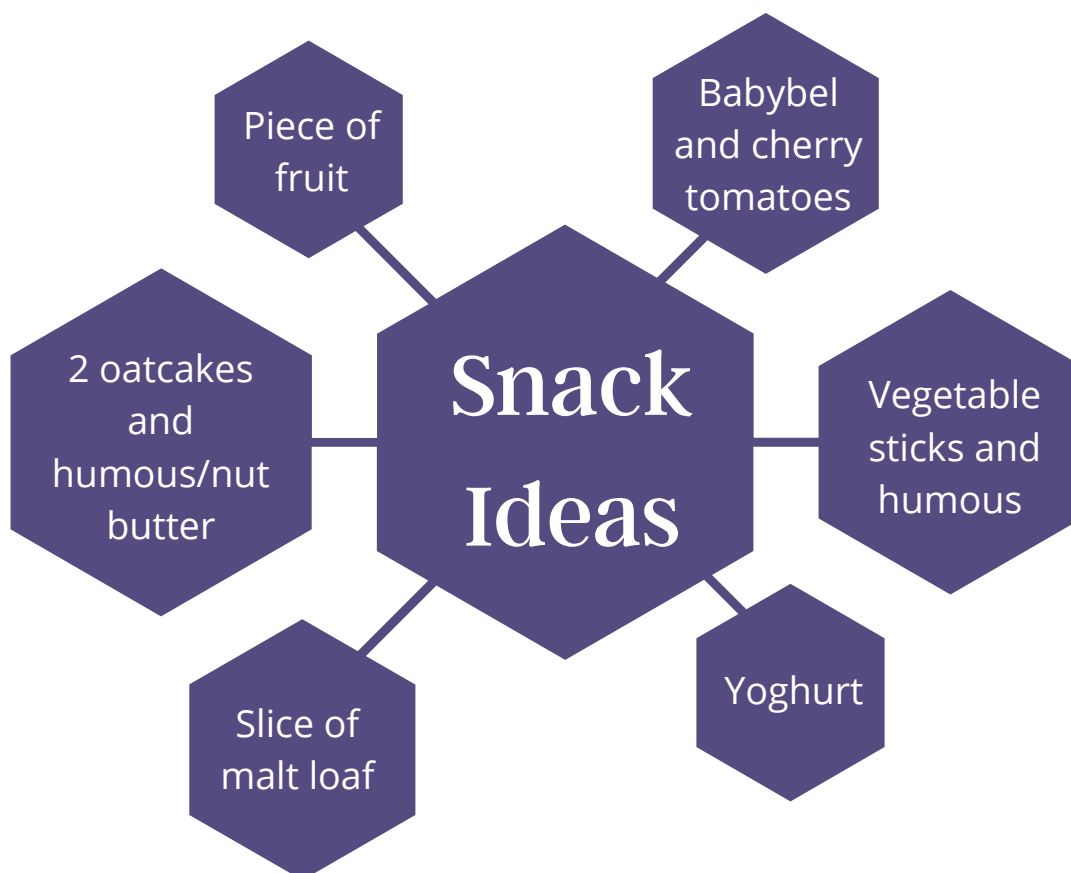 Piece of
fruit
Babybel
and cherry
tomatoes
2 oatcakes
and
humous/nut
butter
Snack
Ideas
Vegetable
sticks and
humous
Slice of
malt loaf
Yoghurt